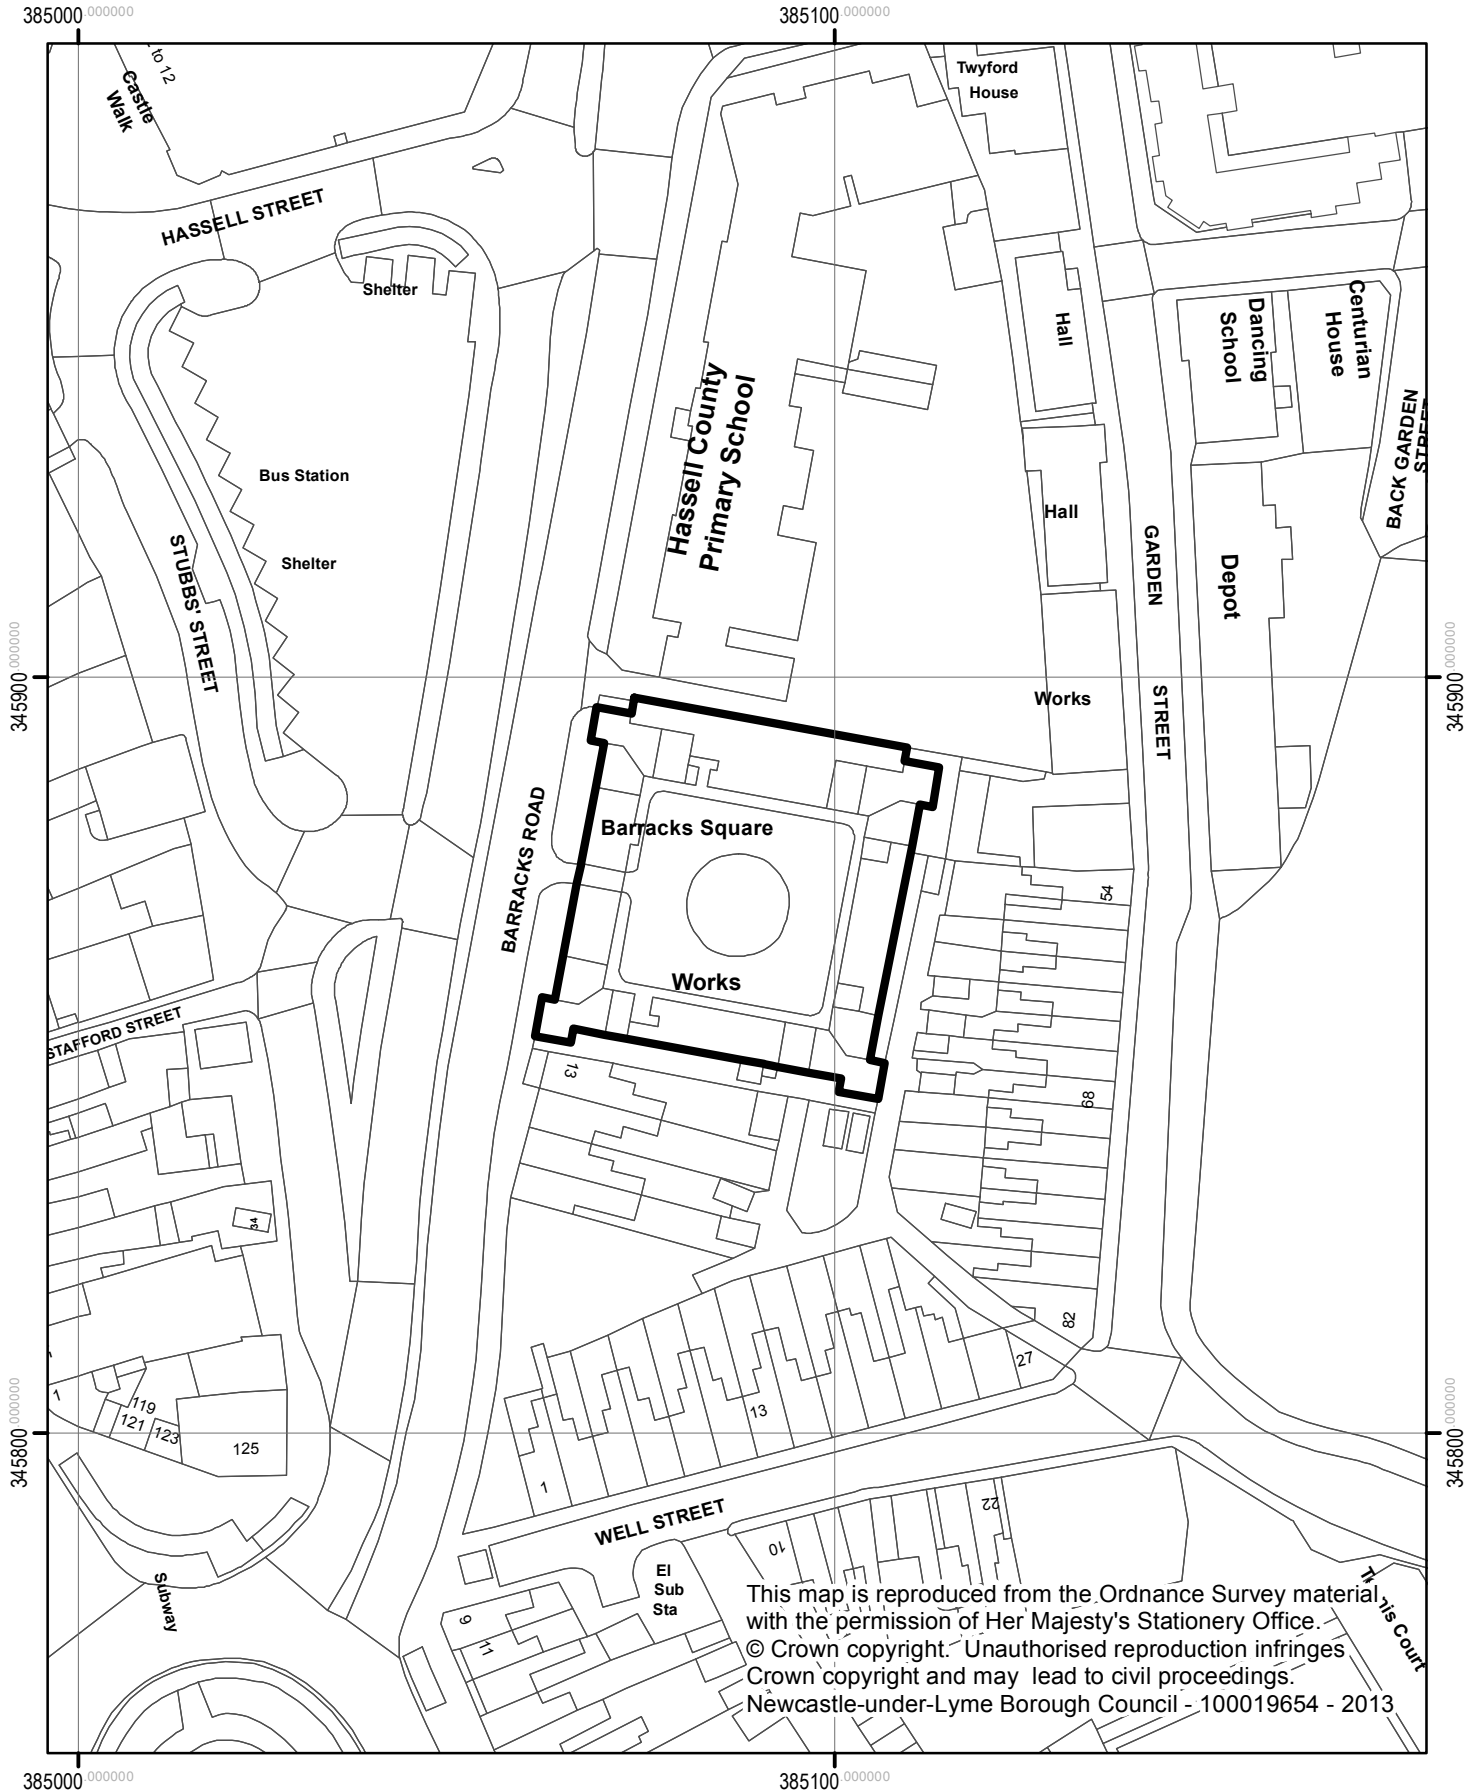 385000.000000
385100.000000
to 12
Castle
Walk
Twyford
House
HASSELL STREET
Shelter
Hall
Dancing
School
Centurian
House
BACK GARDEN
STREET
Hassell County
Primary School
Bus Station
Hall
Shelter
STUBBS' STREET
GARDEN
Depot
345900.000000
345900.000000
STREET
Works
BARRACKS ROAD
Barracks Square
54
Works
STAFFORD STREET
13
68
34
82
27
1
119
121
123
125
13
345800.000000
345800.000000
1
WELL STREET
22
10
El
Sub
Sta
Subway
9
11
Tennis Court
This map is reproduced from the Ordnance Survey material
with the permission of Her Majesty's Stationery Office.
© Crown copyright.  Unauthorised reproduction infringes
Crown copyright and may  lead to civil proceedings.
Newcastle-under-Lyme Borough Council - 100019654 - 2013
385000.000000
385100.000000